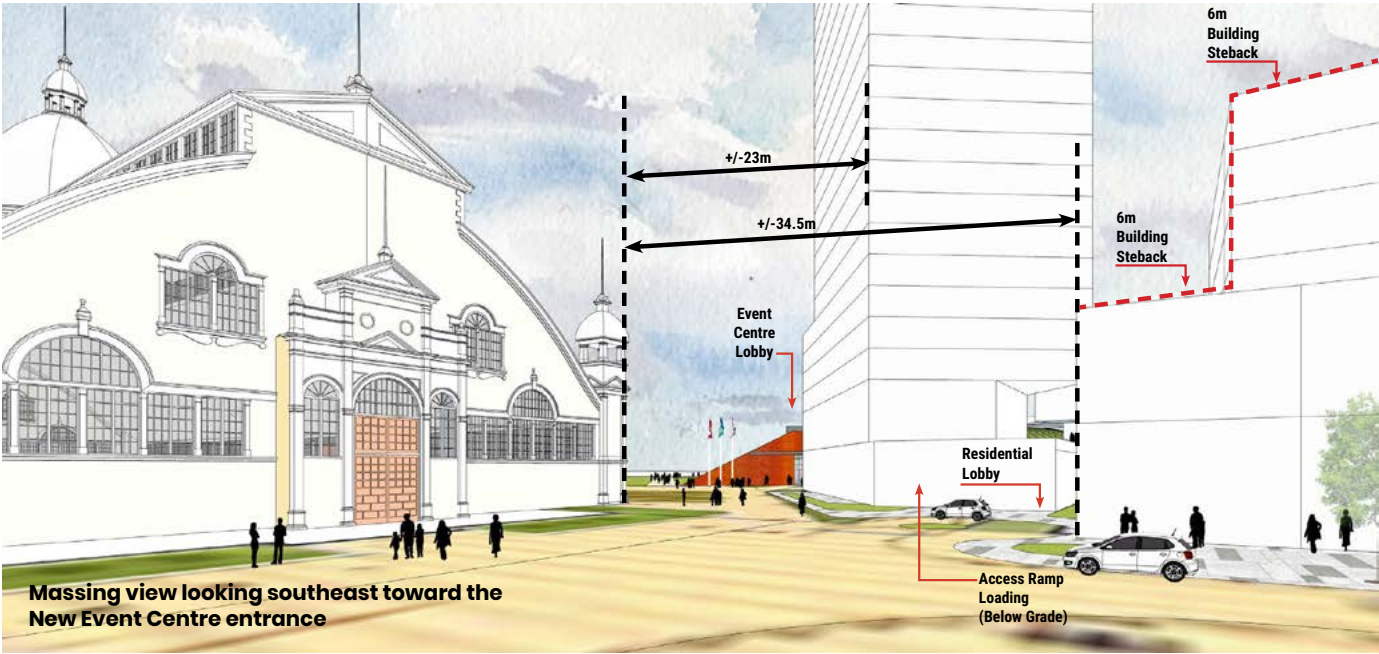 6m
Building
Steback
+/-23m
+/-34.5m
6m
Building
Steback
Event
Centre
Lobby
Residential
Lobby
Access Ramp
Loading
(Below Grade)
Massing view looking southeast toward the
New Event Centre entrance